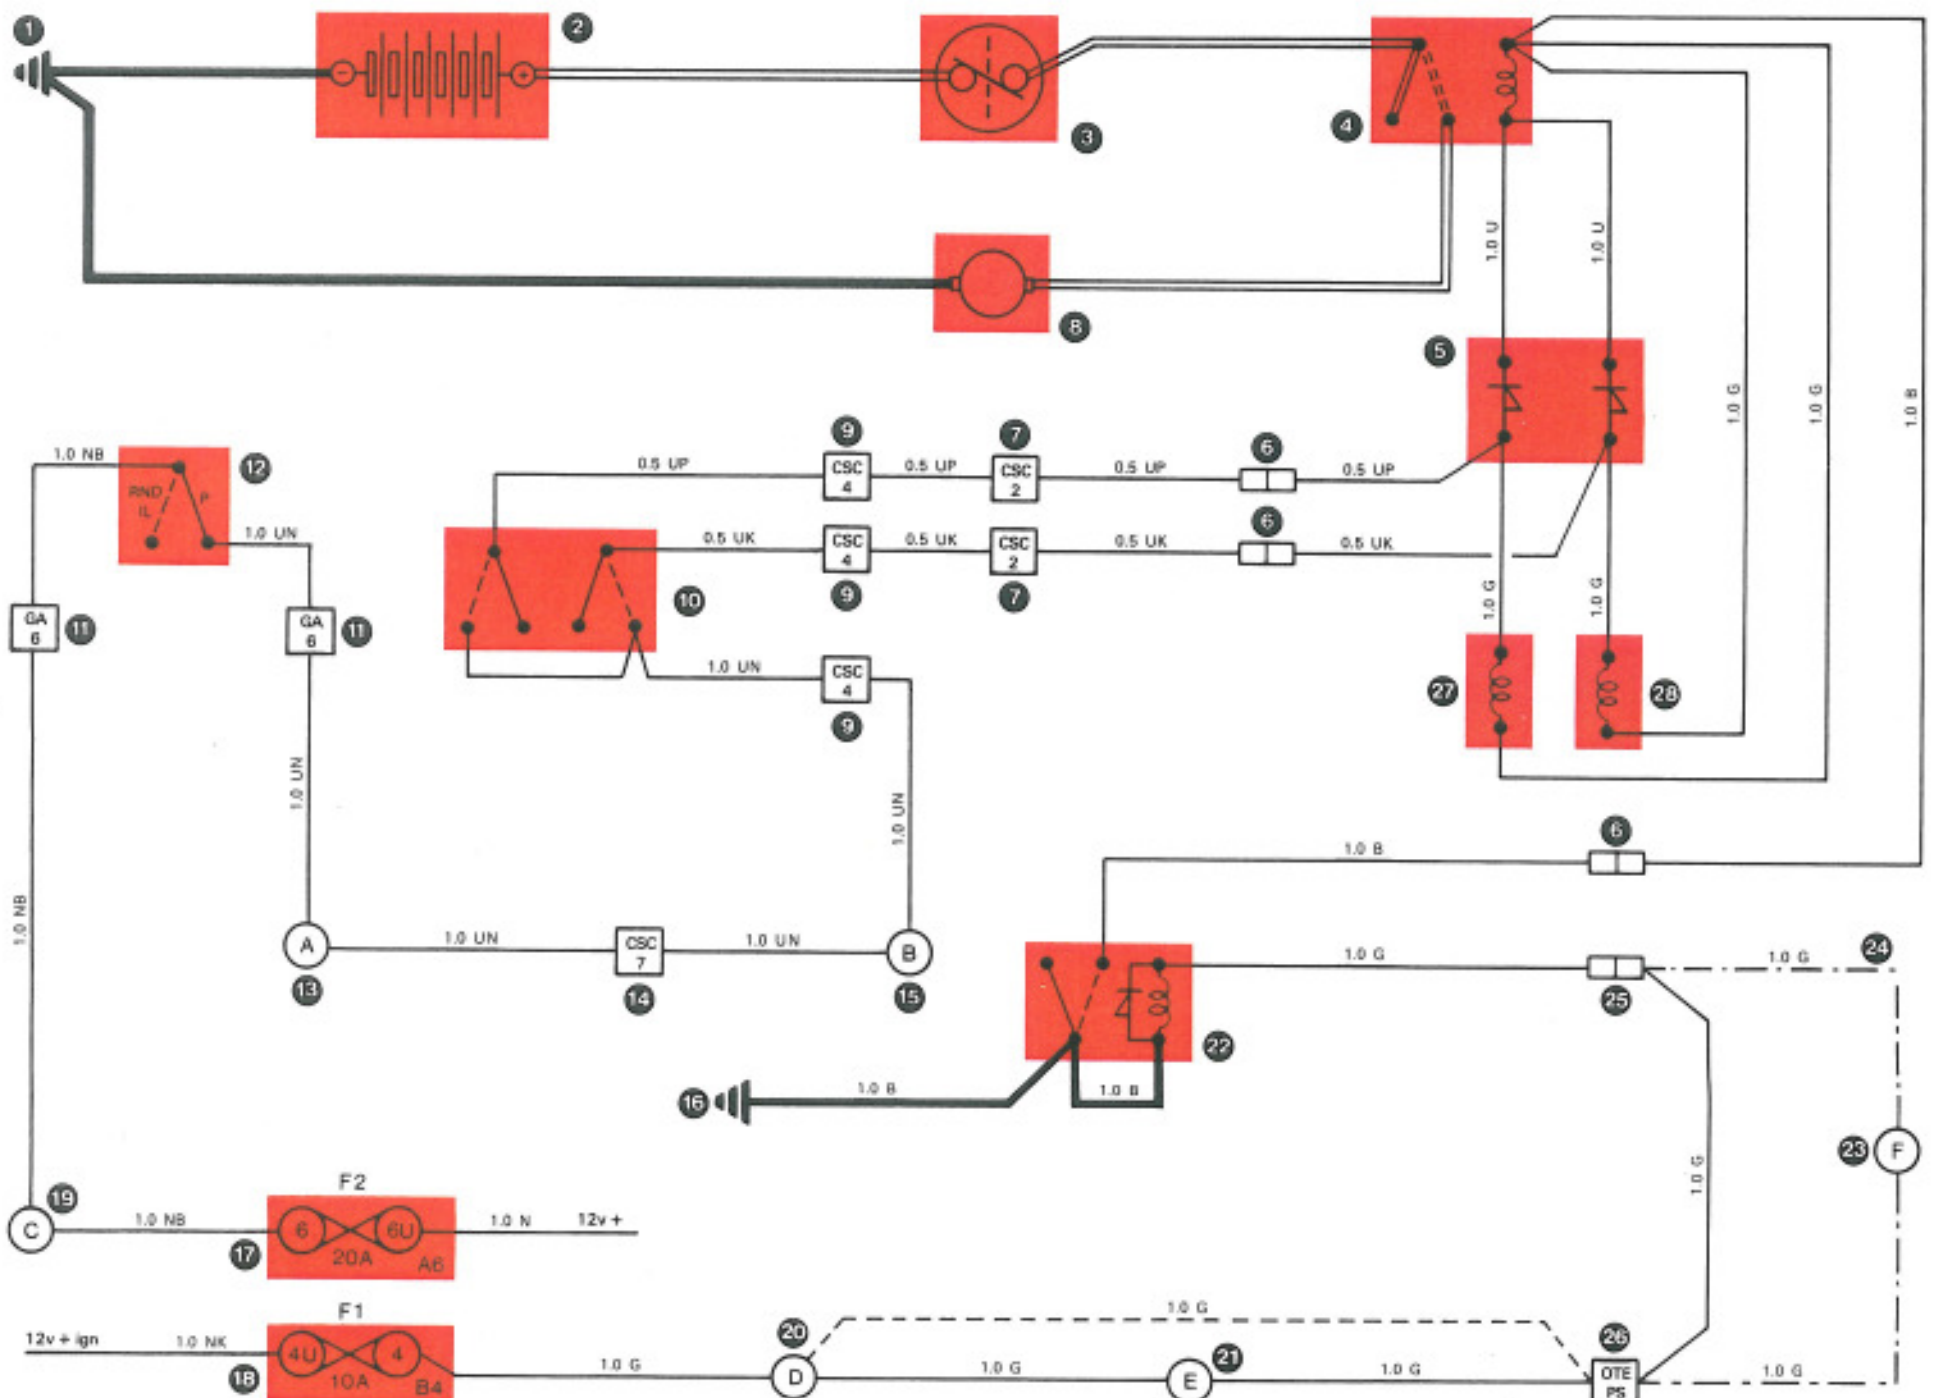 1
2
3
4
− +
8
1.0 U
1.0 U
5
1.0 G
1.0 G
1.0 B
9
7
6
1.0 NB
12
0.5 UP
CSC 4
0.5 UP
CSC 2
0.5 UP
0.5 UP
RND IL
P
1.0 UN
0.5 UK
CSC 4
0.5 UK
CSC 2
0.5 UK
6
0.5 UK
10
9
7
GA 6
11
GA 6
11
1.0 G
1.0 G
1.0 UN
CSC 4
9
27
28
1.0 UN
1.0 UN
1.0 B
6
1.0 NB
A
1.0 UN
CSC 7
1.0 UN
B
13
14
15
1.0 G
25
24
1.0 G
22
16
1.0 B
1.0 B
1.0 G
23
F
19
C
1.0 NB
F2
6
6U
20A
A6
17
1.0 N
12v +
F1
12v + ign
1.0 NK
4U
4
10A
B4
18
1.0 G
20
D
1.0 G
1.0 G
21
E
1.0 G
26
OTE
PS
1.0 G